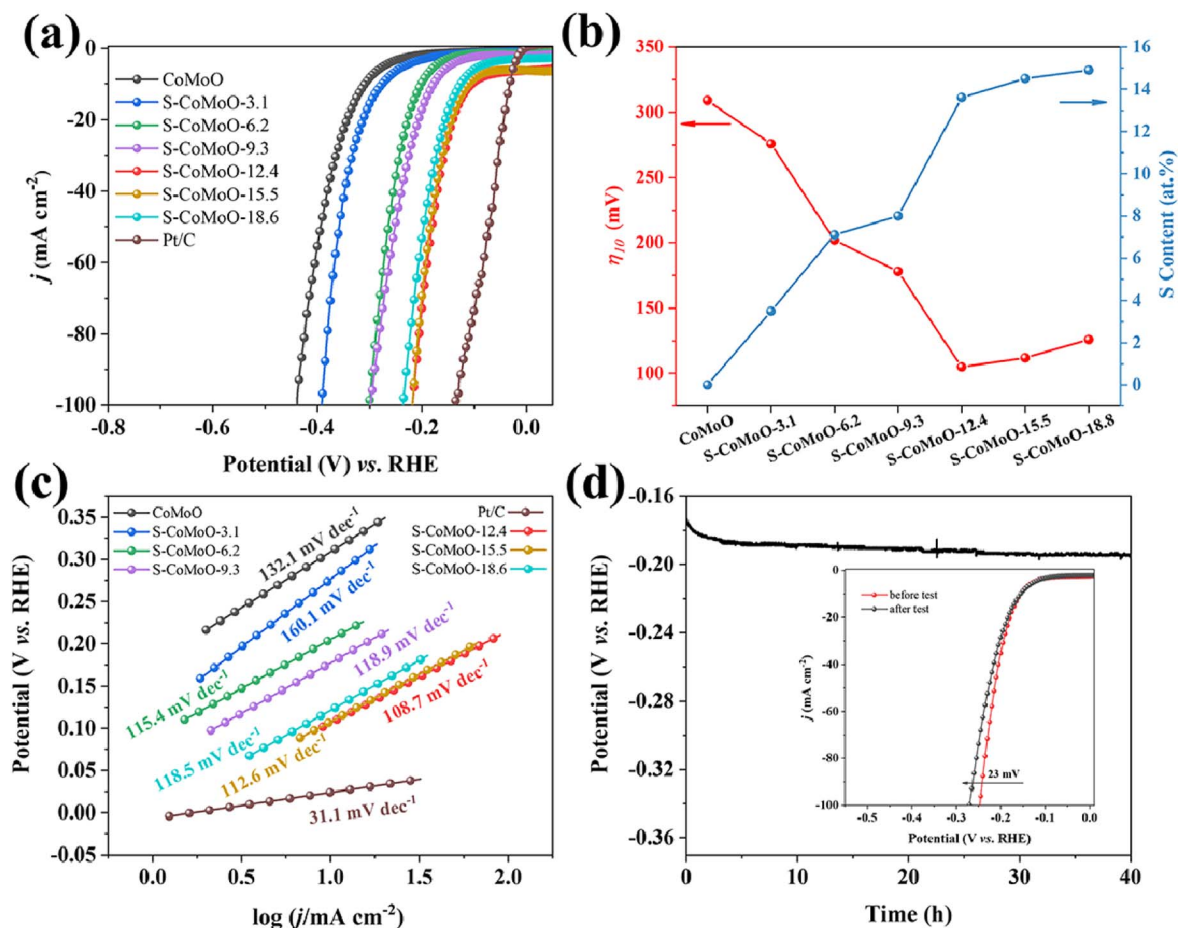 (a)
0
-20
-40
-60
-80
-100
j (mA cm⁻²)
CoMoO
S-CoMoO-3.1
S-CoMoO-6.2
S-CoMoO-9.3
S-CoMoO-12.4
S-CoMoO-15.5
S-CoMoO-18.6
Pt/C
-0.8
-0.6
-0.4
-0.2
0.0
Potential (V) vs. RHE
(b)
350
300
250
200
150
100
η₁₀ (mV)
16
14
12
10
8
6
4
2
0
S Content (at.%)
CoMoO
S-CoMoO-3.1
S-CoMoO-6.2
S-CoMoO-9.3
S-CoMoO-12.4
S-CoMoO-15.5
S-CoMoO-18.8
(c)
0.35
0.30
0.25
0.20
0.15
0.10
0.05
0.00
-0.05
Potential (V vs. RHE)
CoMoO
S-CoMoO-3.1
S-CoMoO-6.2
S-CoMoO-9.3
Pt/C
S-CoMoO-12.4
S-CoMoO-15.5
S-CoMoO-18.6
132.1 mV dec⁻¹
160.1 mV dec⁻¹
118.9 mV dec⁻¹
115.4 mV dec⁻¹
108.7 mV dec⁻¹
118.5 mV dec⁻¹
112.6 mV dec⁻¹
31.1 mV dec⁻¹
0.0
0.5
1.0
1.5
2.0
log (j/mA cm⁻²)
(d)
-0.16
-0.20
-0.24
-0.28
-0.32
-0.36
Potential (V vs. RHE)
0
-20
-40
-60
-80
-100
j (mA cm⁻²)
before test
after test
23 mV
-0.5
-0.4
-0.3
-0.2
-0.1
0.0
Potential (V vs. RHE)
0
10
20
30
40
Time (h)